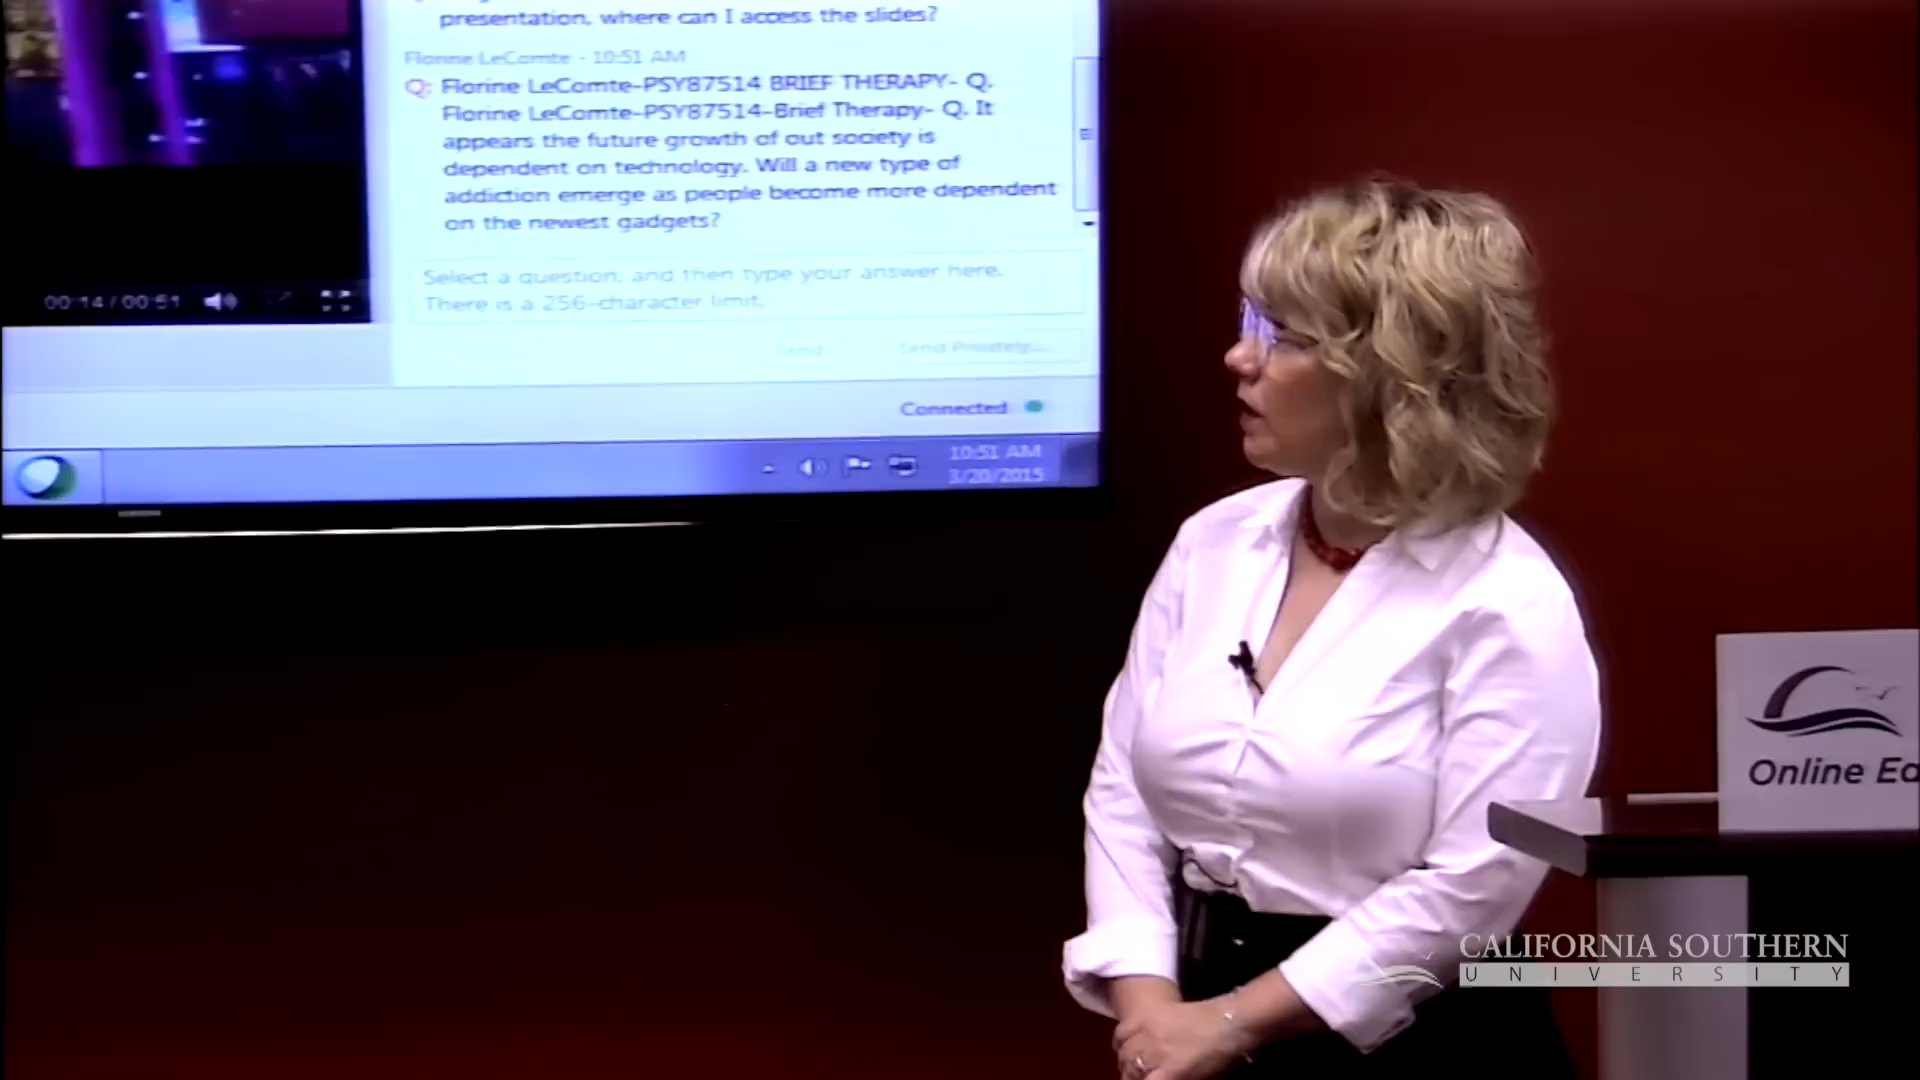 presentation, where can I access the slides?
Florine LeComte - 10:51 AM
Q: Florine LeComte-PSY87514 BRIEF THERAPY- Q.
Florine LeComte-PSY87514-Brief Therapy- Q. It
appears the future growth of out society is
dependent on technology. Will a new type of
addiction emerge as people become more dependent
on the newest gadgets?
Select a question, and then type your answer here.
There is a 256-character limit.
00:14 / 00:51
Send Send Privately...
Connected
10:51 AM
3/20/2015
Online
CALIFORNIA SOUTHERN
UNIVERSITY